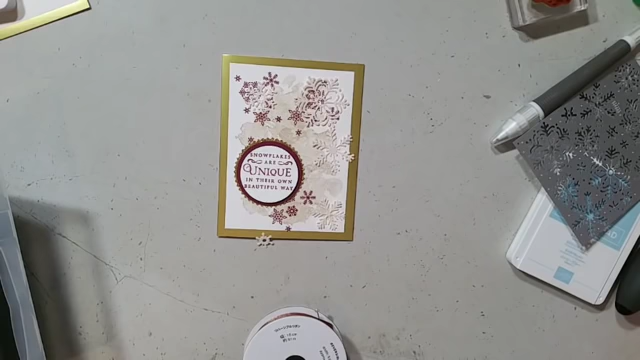 SNOWFLAKES
ARE
UNIQUE
IN THEIR OWN
BEAUTIFUL WAY